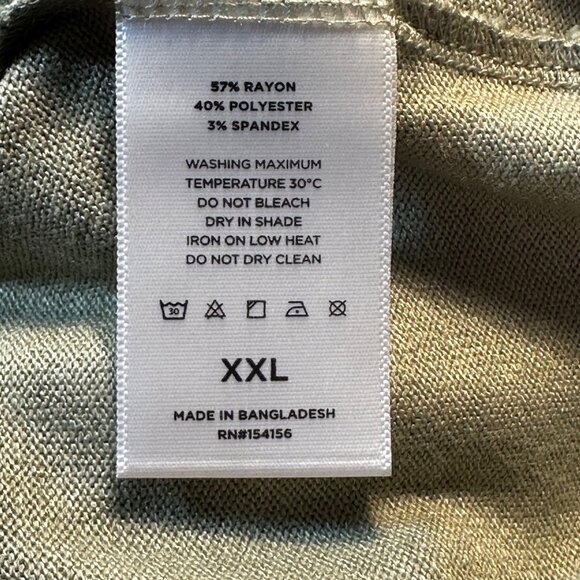 57% RAYON
40% POLYESTER
3% SPANDEX
WASHING MAXIMUM
TEMPERATURE 30°C
DO NOT BLEACH
DRY IN SHADE
IRON ON LOW HEAT
DO NOT DRY CLEAN
30
XXL
MADE IN BANGLADESH
RN#154156